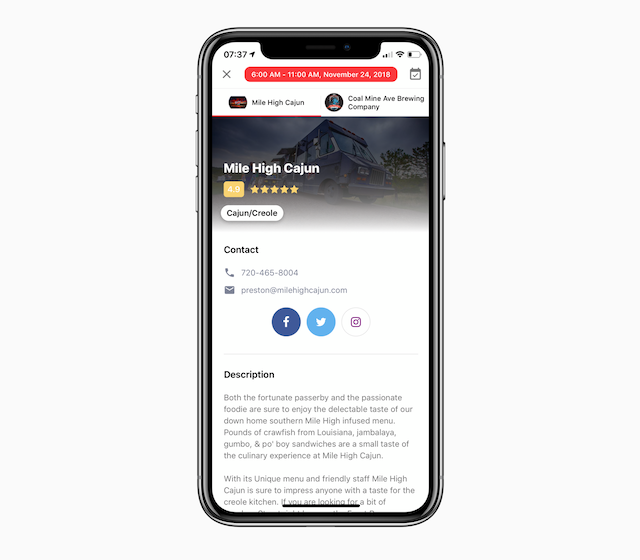 07:37
6:00 AM - 11:00 AM, November 24, 2018
Mile High Cajun
Coal Mine Ave Brewing
Company
Mile High Cajun
4.9
Cajun/Creole
Contact
720-465-8004
preston@milehighcajun.com
Description
Both the fortunate passerby and the passionate
foodie are sure to enjoy the delectable taste of our
down home southern Mile High infused menu.
Pounds of crawfish from Louisiana, jambalaya,
gumbo, & po' boy sandwiches are a small taste of
the culinary experience at Mile High Cajun.
With its Unique menu and friendly staff Mile High
Cajun is sure to impress anyone with a taste for the
creole kitchen. If you are looking for a bit of